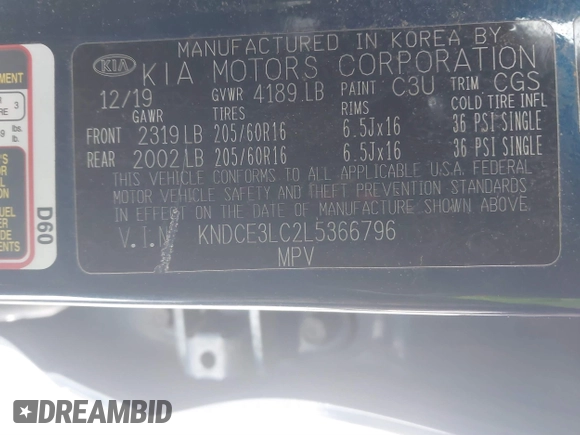 MANUFACTURED IN KOREA BY
KIA KIA MOTORS CORPORATION
12/19 GVWR 4189 LB PAINT C3U TRIM CGS
GAWR TIRES RIMS COLD TIRE INFL
FRONT 2319 LB 205/60R16 6.5Jx16 36 PSI SINGLE
REAR 2002 LB 205/60R16 6.5Jx16 36 PSI SINGLE
THIS VEHICLE CONFORMS TO ALL APPLICABLE U.S.A. FEDERAL
MOTOR VEHICLE SAFETY AND THEFT PREVENTION STANDARDS
IN EFFECT ON THE DATE OF MANUFACTURE SHOWN ABOVE.
V.I.N KNDCE3LC2L5366796
MPV
D60
DREAMBID